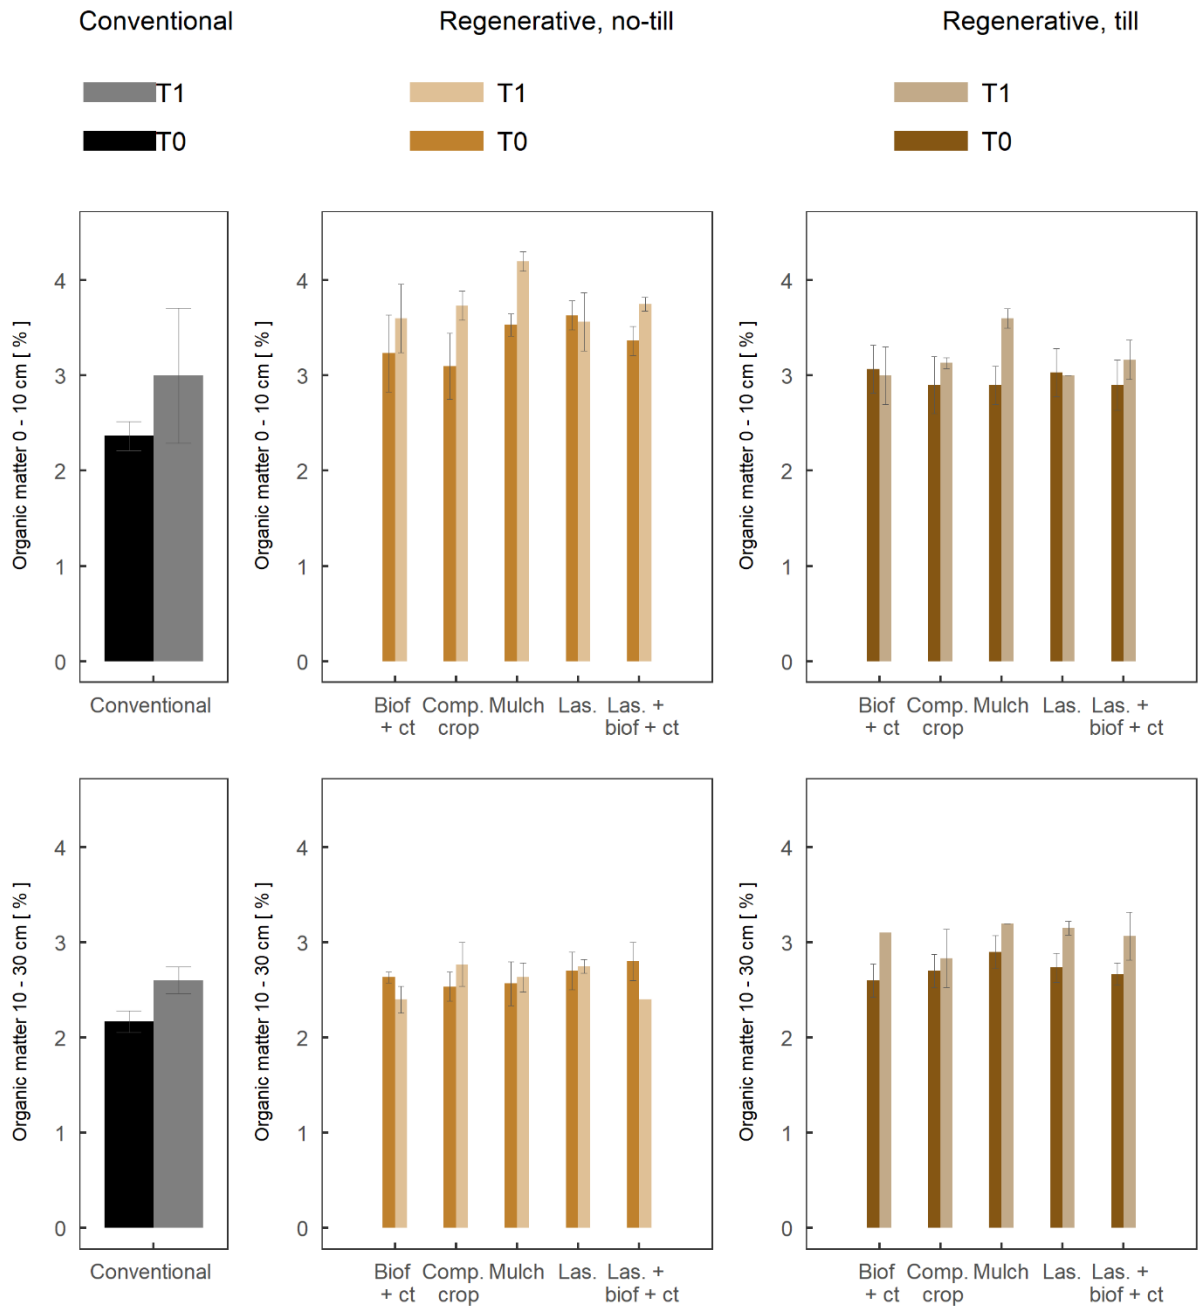 Conventional
Regenerative, no-till
Regenerative, till
T1
T0
T1
T0
T1
T0
Organic matter 0 - 10 cm [ % ]
4
3
2
1
0
Conventional
Organic matter 0 - 10 cm [ % ]
4
3
2
1
0
Biof Comp. Mulch Las. Las. +
+ ct crop biof + ct
Organic matter 0 - 10 cm [ % ]
4
3
2
1
0
Biof Comp. Mulch Las. Las. +
+ ct crop biof + ct
Organic matter 10 - 30 cm [ % ]
4
3
2
1
0
Conventional
Organic matter 10 - 30 cm [ % ]
4
3
2
1
0
Biof Comp. Mulch Las. Las. +
+ ct crop biof + ct
Organic matter 10 - 30 cm [ % ]
4
3
2
1
0
Biof Comp. Mulch Las. Las. +
+ ct crop biof + ct